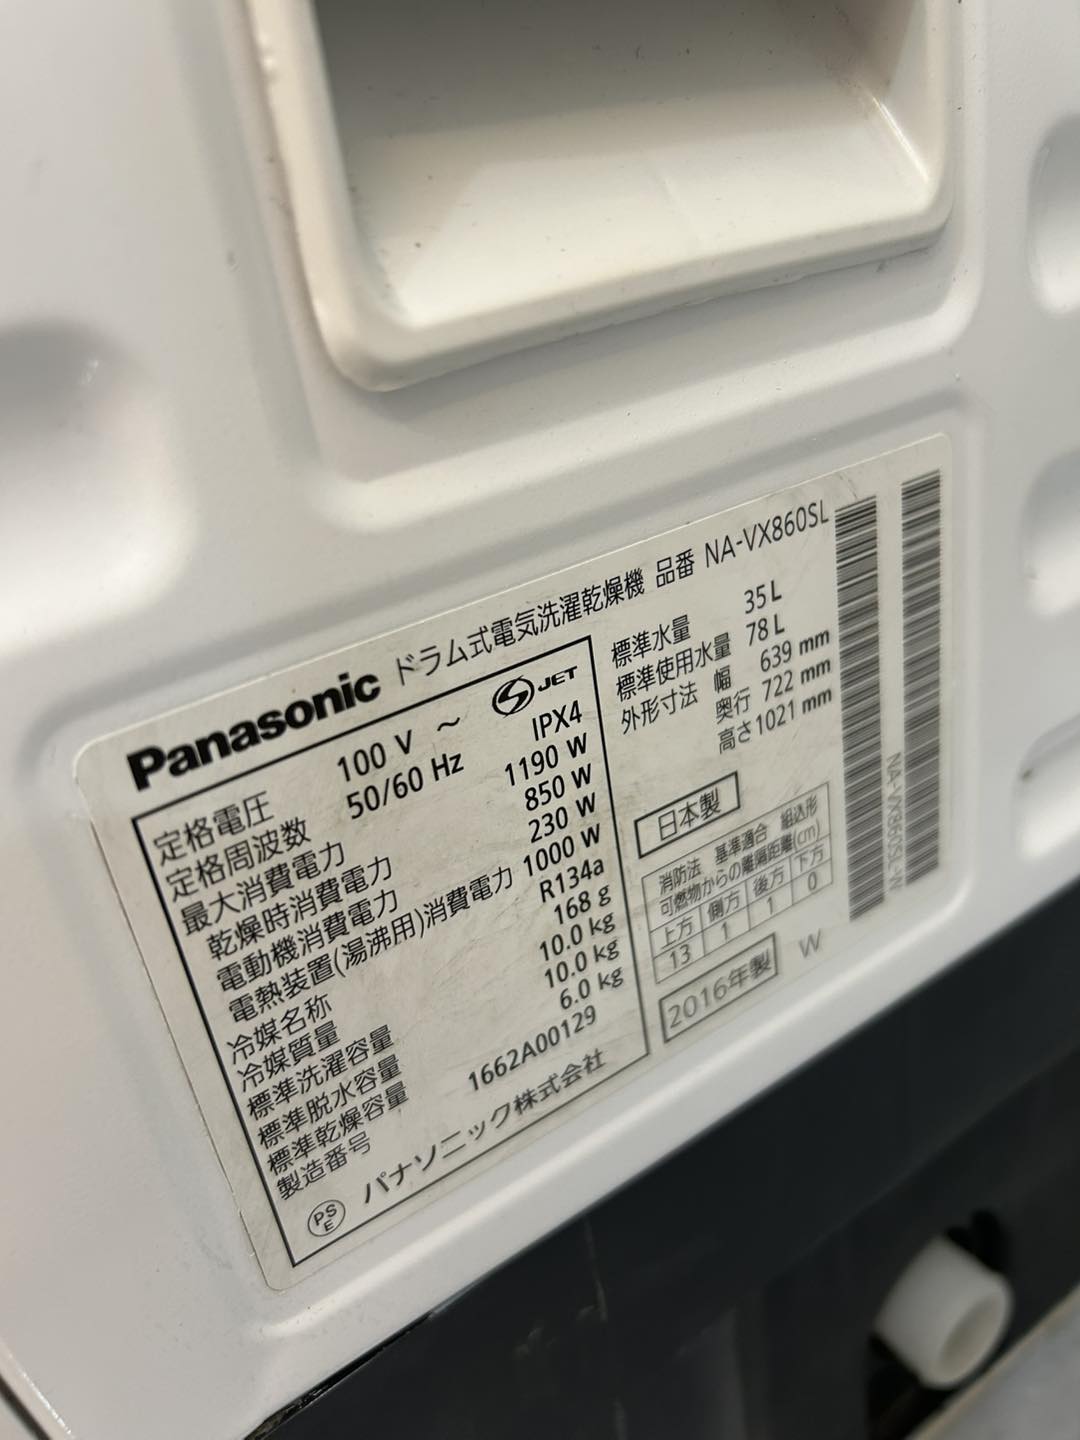 Panasonic ドラム式電気洗濯乾燥機 品番 NA-VX860SL
定格電圧 100 V ~ S JET
定格周波数 50/60 Hz IPX4
最大消費電力 1190 W
乾燥時消費電力 850 W
電動機消費電力 230 W
電熱装置(湯沸用)消費電力 1000 W
冷媒名称 R134a
冷媒質量 168 g
標準洗濯容量 10.0 kg
標準脱水容量 10.0 kg
標準乾燥容量 6.0 kg
製造番号 1662A00129
PS
E
パナソニック株式会社
標準水量 35 L
標準使用水量 78 L
外形寸法 幅 639 mm
奥行 722 mm
高さ1021 mm
日本製
消防法 基準適合 組込形
可燃物からの離隔距離(cm)
上方 側方 後方 下方
13 1 1 0
2016年製 W
NA-VX860SL-N